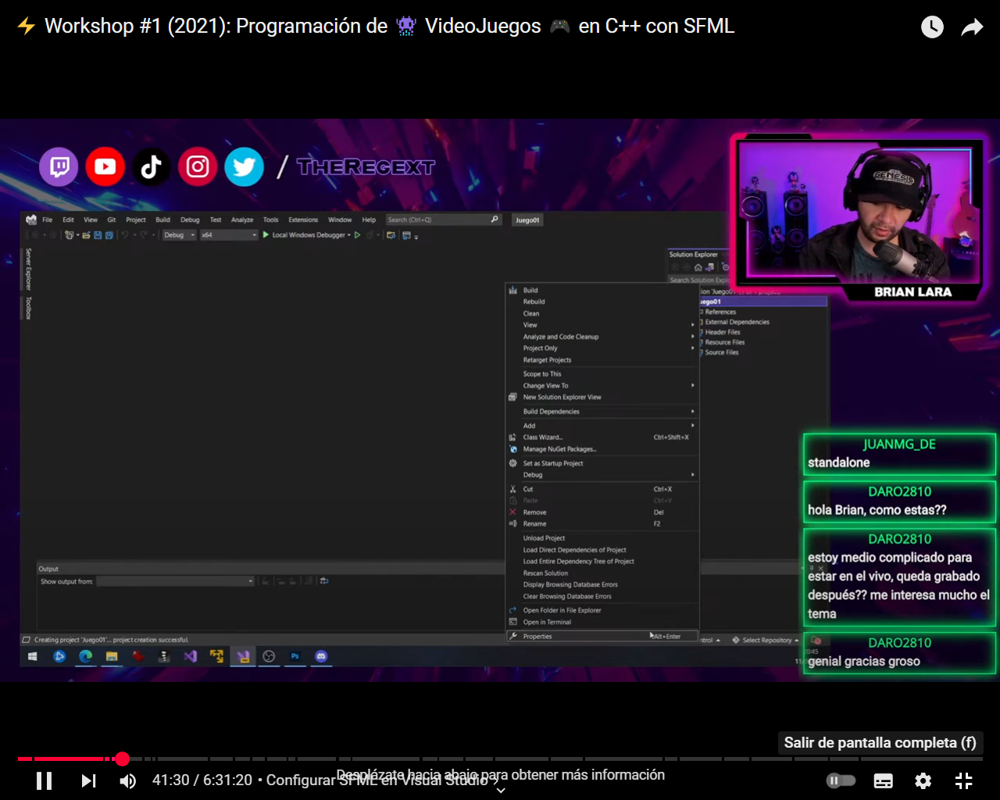 ⚡ Workshop #1 (2021): Programación de 👾 VideoJuegos 🎮 en C++ con SFML
/ THEREGEXT
GENESIS
BRIAN LARA
File Edit View Git Project Build Debug Test Analyze Tools Extensions Window Help Search (Ctrl+Q) Juego01
Debug x64 Local Windows Debugger
Server Explorer
Toolbox
Solution Explorer
Search Solution Explo
ion 'Juego01' (1 of 1 project)
uego01
References
External Dependencies
Header Files
Resource Files
Source Files
Build
Rebuild
Clean
View
Analyze and Code Cleanup
Project Only
Retarget Projects
Scope to This
Change View To
New Solution Explorer View
Build Dependencies
Add
Class Wizard... Ctrl+Shift+X
Manage NuGet Packages...
Set as Startup Project
Debug
Cut Ctrl+X
Paste Ctrl+V
Remove Del
Rename F2
Unload Project
Load Direct Dependencies of Project
Load Entire Dependency Tree of Project
Rescan Solution
Display Browsing Database Errors
Clear Browsing Database Errors
Open Folder in File Explorer
Open in Terminal
Properties Alt+Enter
Output
Show output from:
Creating project 'Juego01'... project creation successful.
ntrol Select Repository
20:45
JUANMG_DE
standalone
DARO2810
hola Brian, como estas??
DARO2810
estoy medio complicado para
estar en el vivo, queda grabado
después?? me interesa mucho el
tema
DARO2810
genial gracias groso
Salir de pantalla completa (f)
41:30 / 6:31:20 • Configurar SFML en Visual Studio
Desplázate hacia abajo para obtener más información